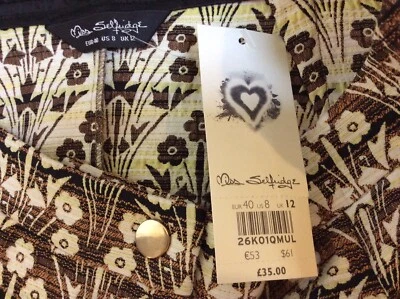 Miss Selfridge
EUR 40 US 8 UK 12
Miss Selfridge
EUR 40 US 8 UK 12
26K01QMUL
€53 $61
£35.00